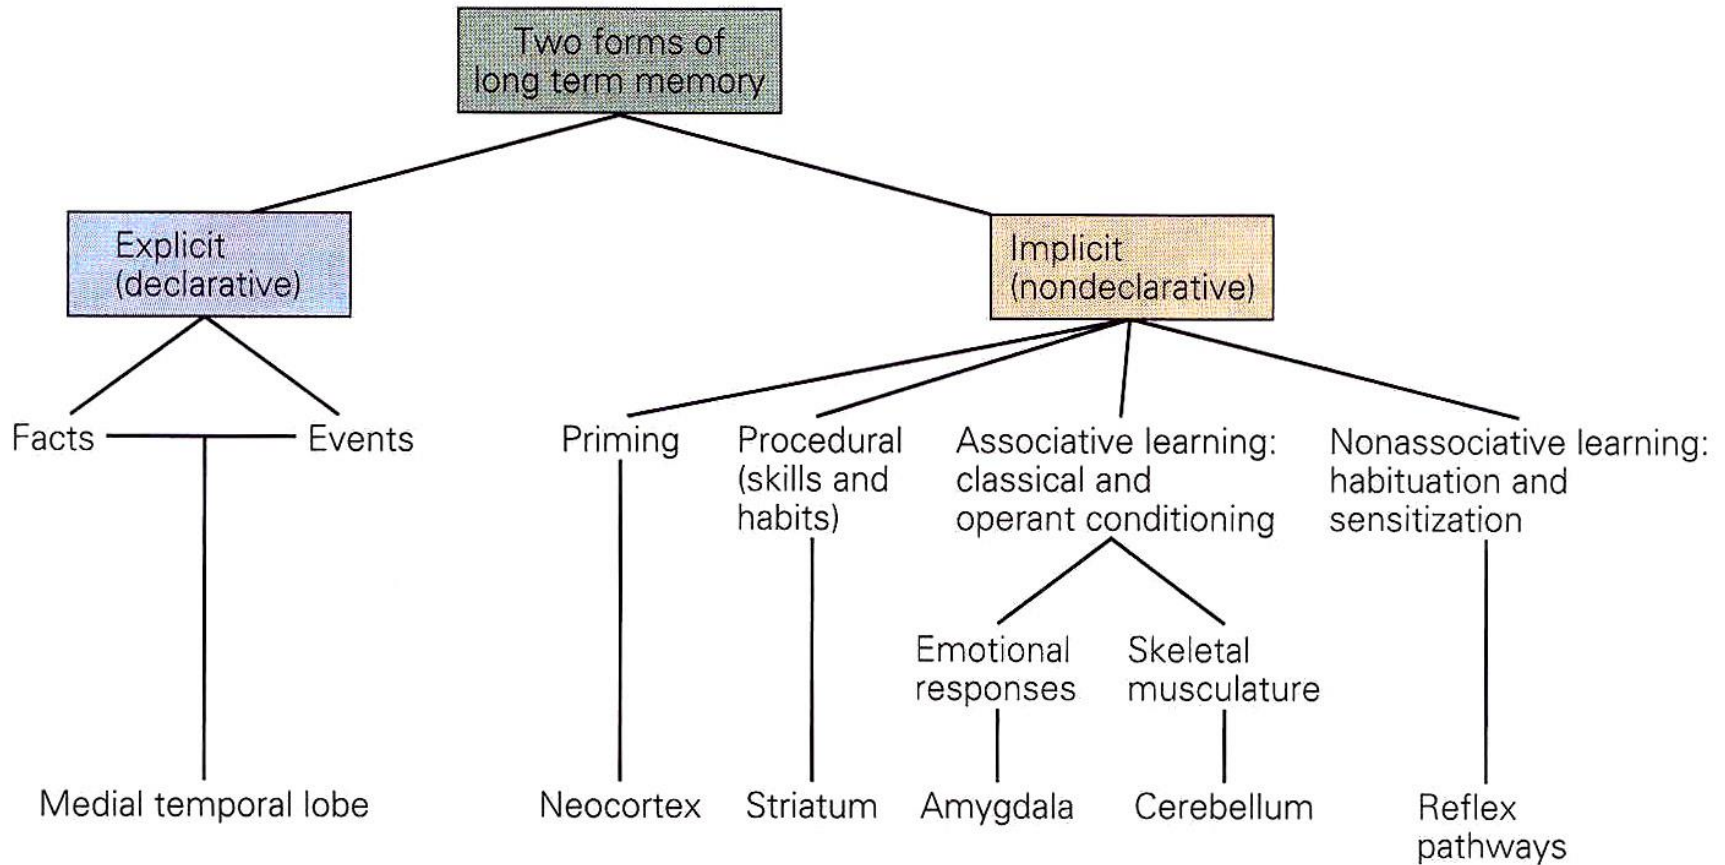 Two forms of
long term memory
Explicit
(declarative)
Implicit
(nondeclarative)
Facts
Events
Priming
Procedural
(skills and
habits)
Associative learning:
classical and
operant conditioning
Nonassociative learning:
habituation and
sensitization
Emotional
responses
Skeletal
musculature
Medial temporal lobe
Neocortex
Striatum
Amygdala
Cerebellum
Reflex
pathways